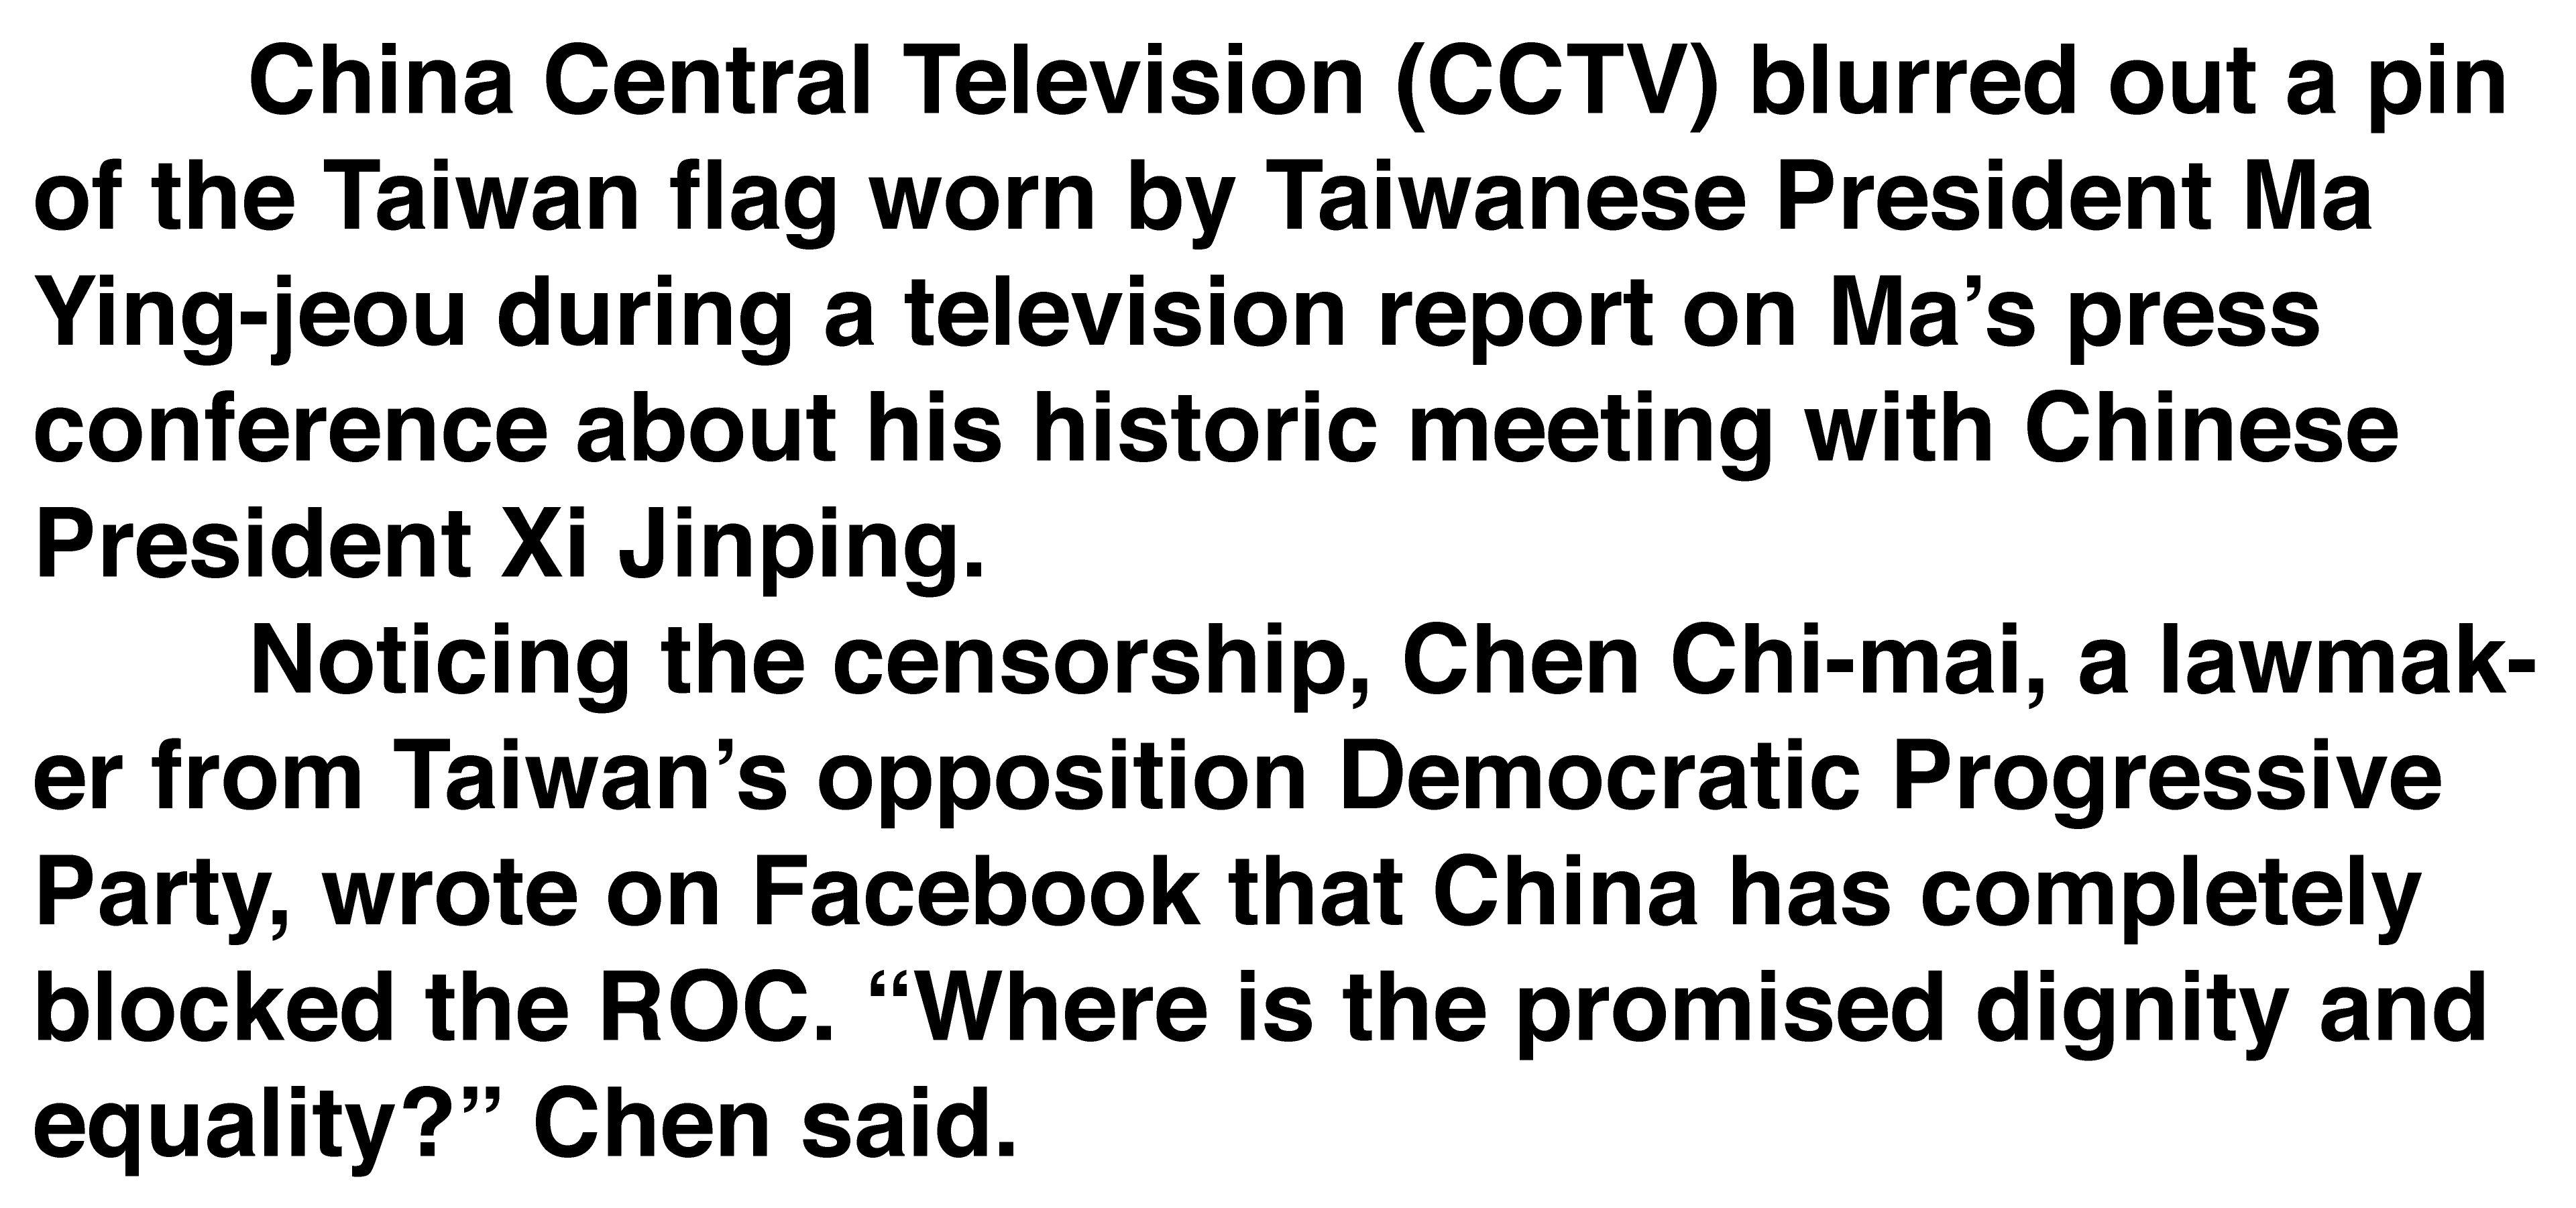 China Central Television (CCTV) blurred out a pin
of the Taiwan flag worn by Taiwanese President Ma
Ying-jeou during a television report on Ma’s press
conference about his historic meeting with Chinese
President Xi Jinping.
Noticing the censorship, Chen Chi-mai, a lawmak-
er from Taiwan’s opposition Democratic Progressive
Party, wrote on Facebook that China has completely
blocked the ROC. “Where is the promised dignity and
equality?” Chen said.